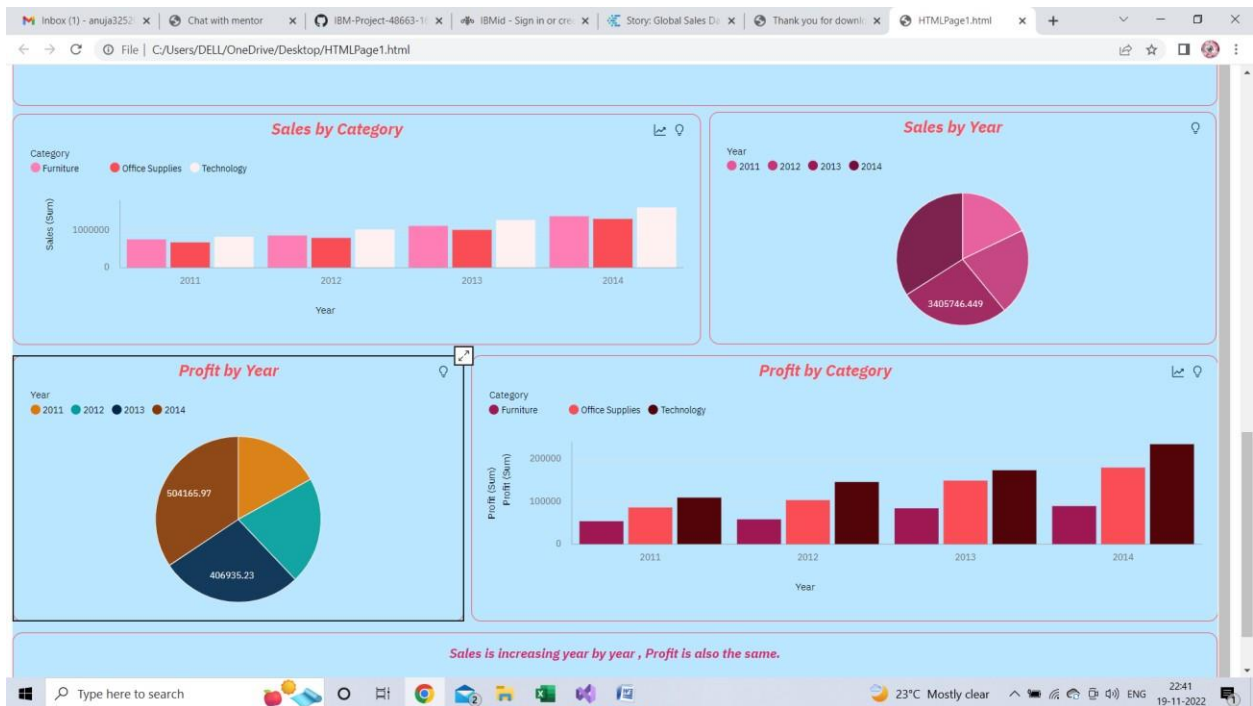 Inbox (1) - anuja3252
Chat with mentor
IBM-Project-48663-1
IBMid - Sign in or cre
Story: Global Sales Da
Thank you for downlo
HTMLPage1.html
File | C:/Users/DELL/OneDrive/Desktop/HTMLPage1.html
Sales by Category
Category
Furniture Office Supplies Technology
Sales (Sum)
1000000
0
2011 2012 2013 2014
Year
Sales by Year
Year
2011 2012 2013 2014
3405746.449
Profit by Year
Year
2011 2012 2013 2014
504165.97
406935.23
Profit by Category
Category
Furniture Office Supplies Technology
Profit (Sum)
Profit (Sum)
200000
100000
0
2011 2012 2013 2014
Year
Sales is increasing year by year , Profit is also the same.
Type here to search
2
23°C Mostly clear
ENG
22:41
19-11-2022
1